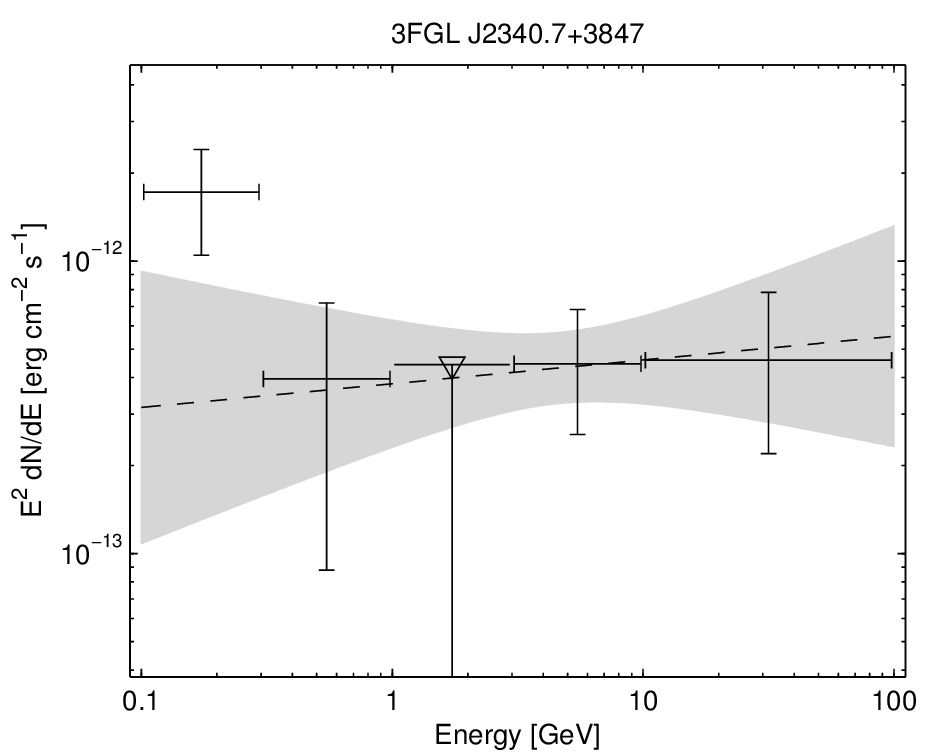 3FGL J2340.7+3847
E² dN/dE [erg cm⁻² s⁻¹]
10⁻¹²
10⁻¹³
0.1 1 10 100
Energy [GeV]